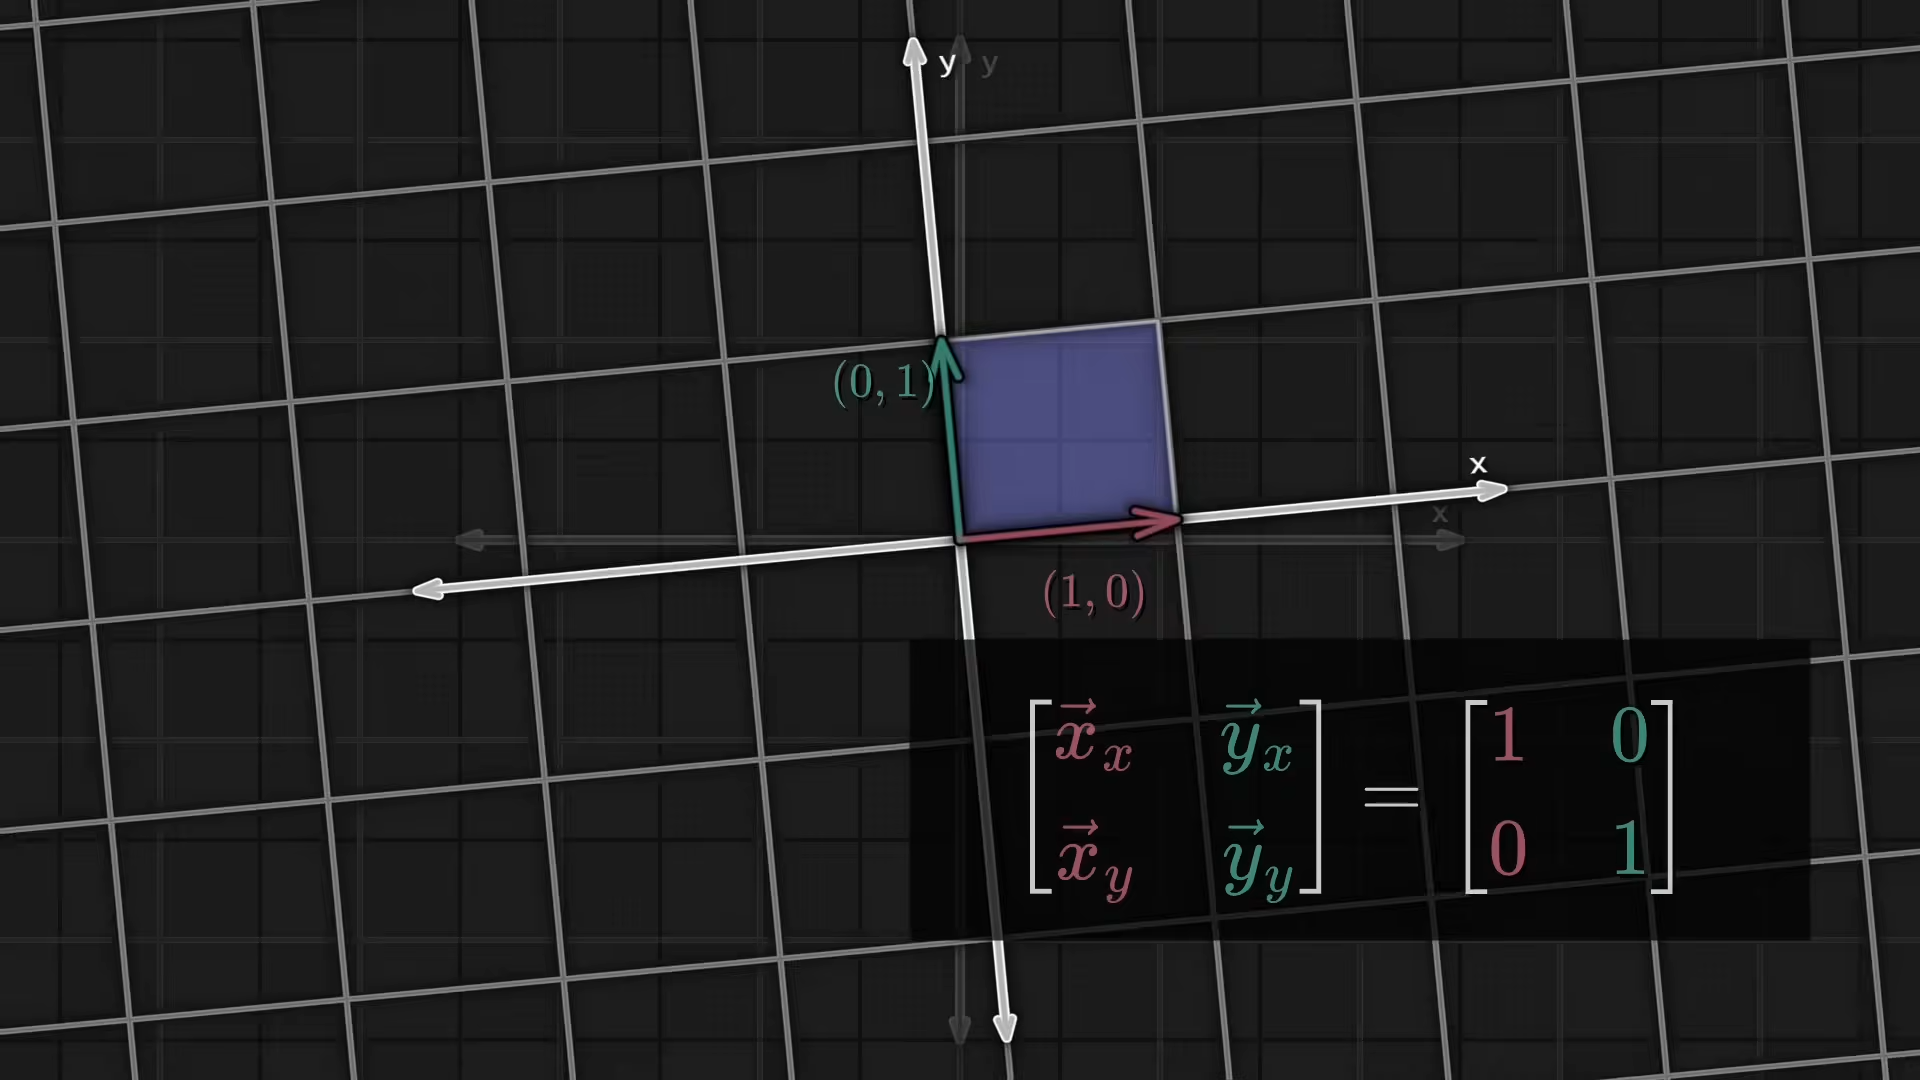 y y
(0, 1)
x
x
(1, 0)
[x⃗ₓ y⃗ₓ] = [1 0]
[x⃗ᵧ y⃗ᵧ] [0 1]